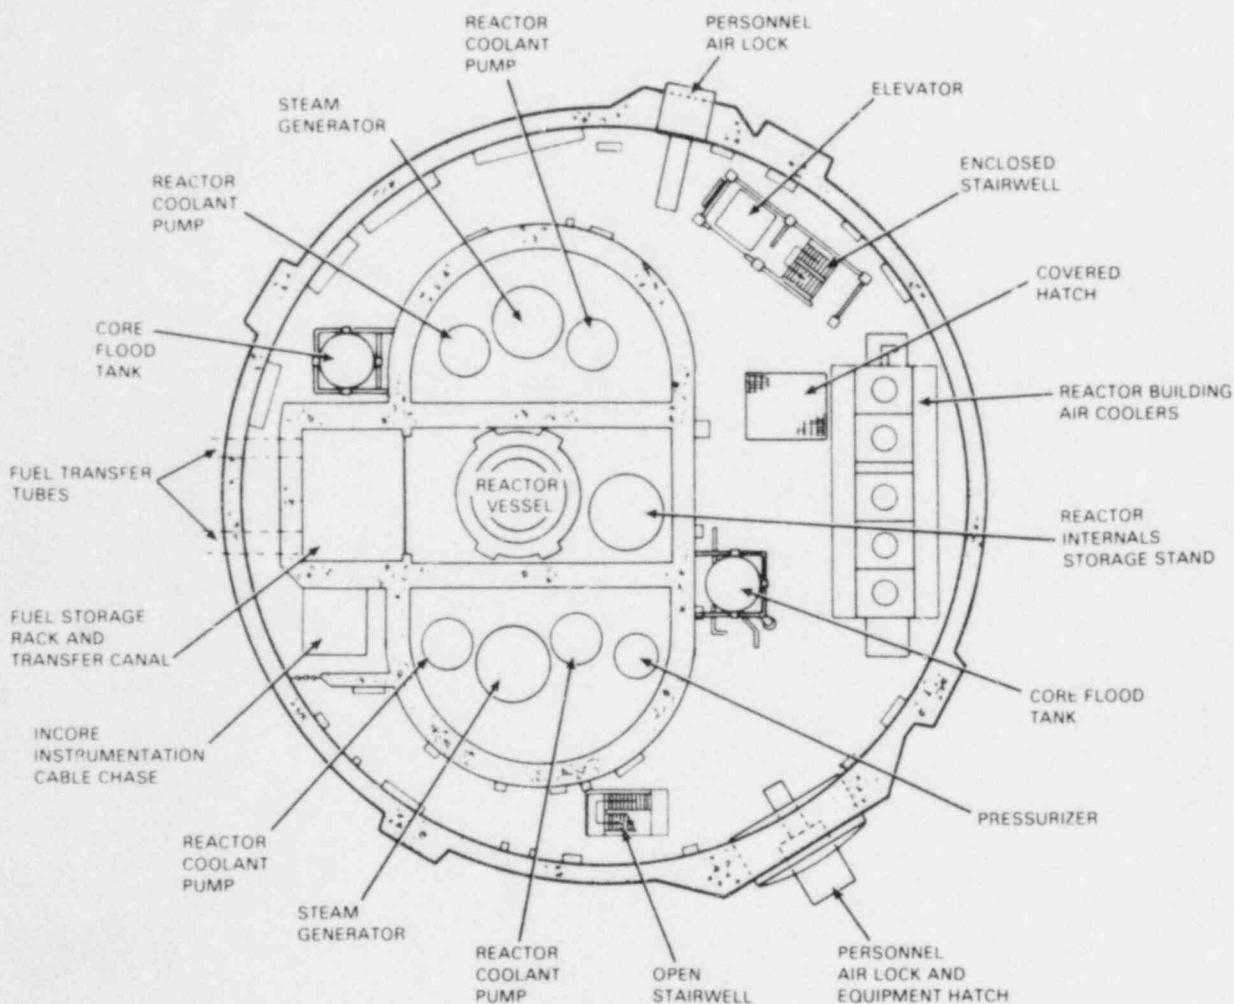 REACTOR
COOLANT
PUMP
PERSONNEL
AIR LOCK
STEAM
GENERATOR
ELEVATOR
REACTOR
COOLANT
PUMP
ENCLOSED
STAIRWELL
COVERED
HATCH
CORE
FLOOD
TANK
REACTOR BUILDING
AIR COOLERS
FUEL TRANSFER
TUBES
REACTOR
VESSEL
REACTOR
INTERNALS
STORAGE STAND
FUEL STORAGE
RACK AND
TRANSFER CANAL
CORE FLOOD
TANK
INCORE
INSTRUMENTATION
CABLE CHASE
PRESSURIZER
REACTOR
COOLANT
PUMP
STEAM
GENERATOR
REACTOR
COOLANT
PUMP
OPEN
STAIRWELL
PERSONNEL
AIR LOCK AND
EQUIPMENT HATCH